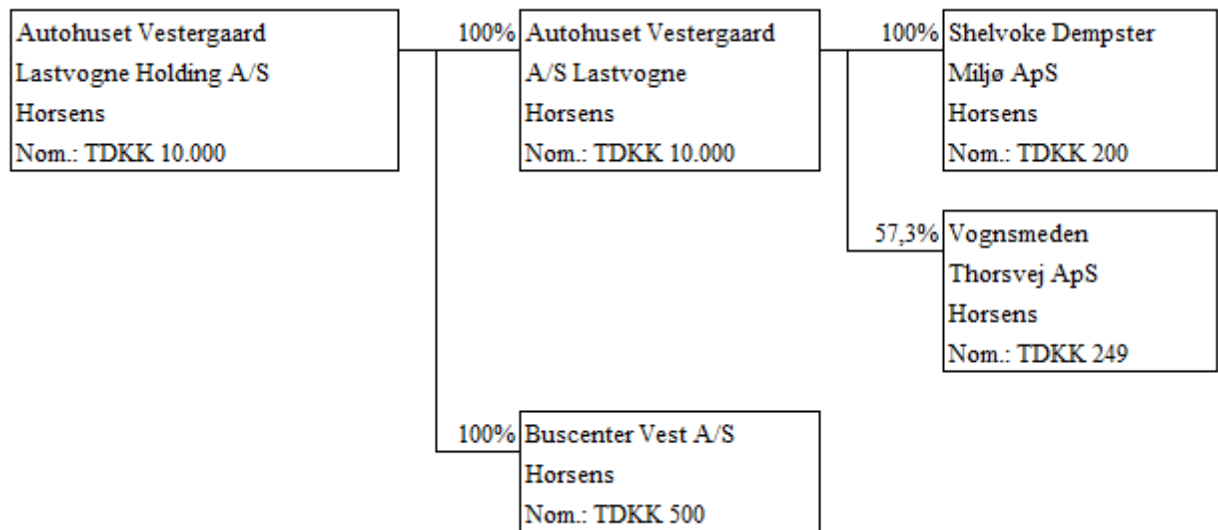 Autohuset Vestergaard
Lastvogne Holding A/S
Horsens
Nom.: TDKK 10.000
100%
Autohuset Vestergaard
A/S Lastvogne
Horsens
Nom.: TDKK 10.000
100%
Shelvoke Dempster
Miljø ApS
Horsens
Nom.: TDKK 200
57,3%
Vognsmeden
Thorsvej ApS
Horsens
Nom.: TDKK 249
100%
Buscenter Vest A/S
Horsens
Nom.: TDKK 500